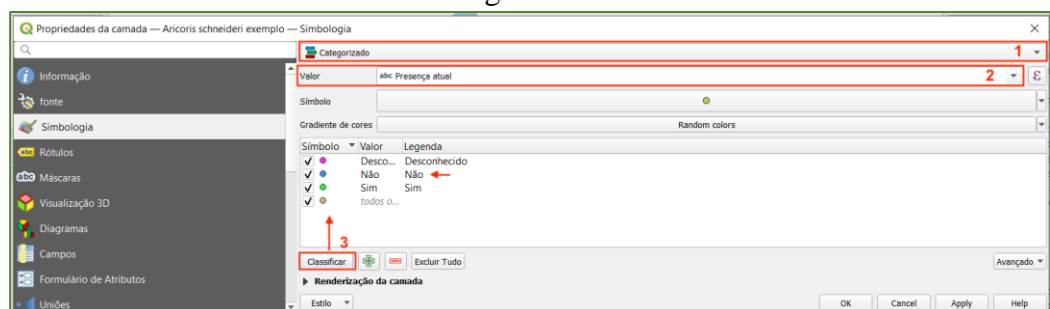 Propriedades da camada — Aricoris schneideri exemplo — Simbologia
Categorizado 1
Informação
Valor abc Presença atual 2 ε
fonte
Símbolo
Simbologia
Gradiente de cores Random colors
Rótulos
Símbolo Valor Legenda
Desco... Desconhecido
Máscaras
Não Não
Sim Sim
Visualização 3D
todos o...
Diagramas
3
Campos
Classificar Excluir Tudo Avançado
Formulário de Atributos
Renderização da camada
Uniões
Estilo OK Cancel Apply Help